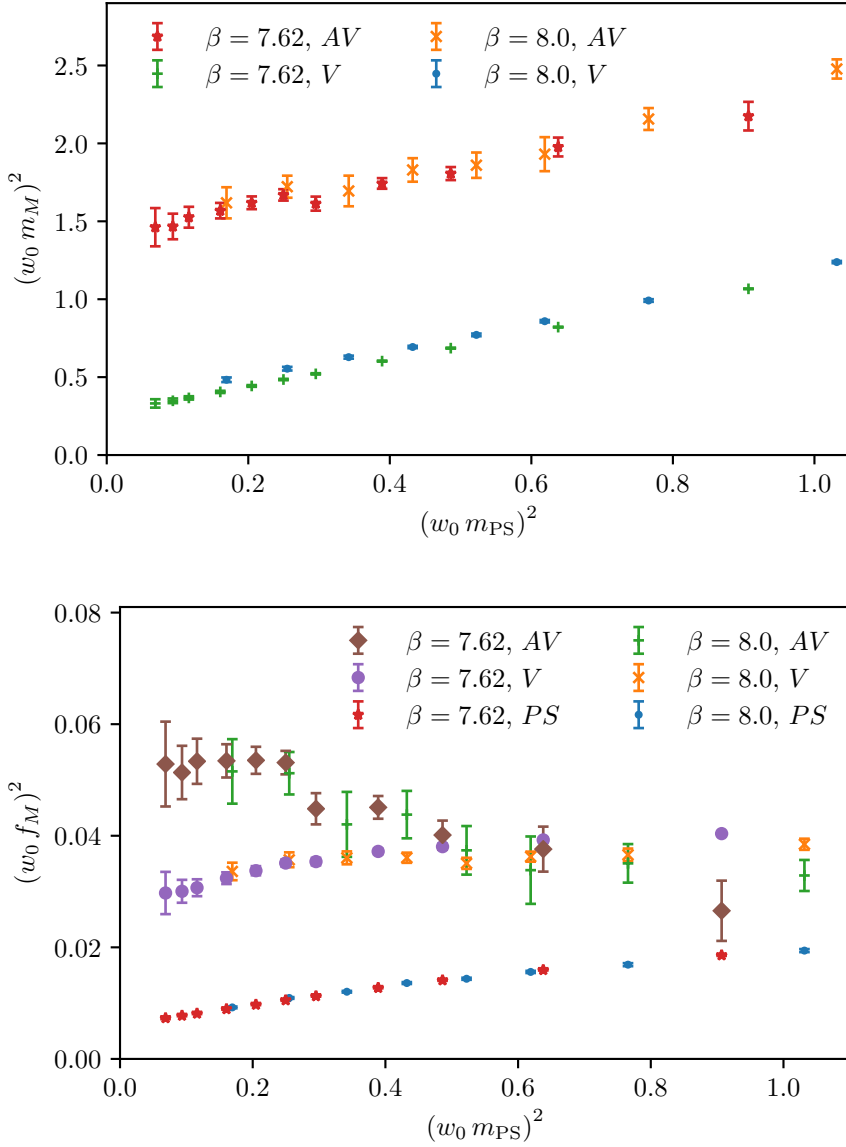 β = 7.62, AV
β = 8.0, AV
β = 7.62, V
β = 8.0, V
2.5
2.0
1.5
1.0
0.5
0.0
(w₀ m_M)²
0.0 0.2 0.4 0.6 0.8 1.0
(w₀ m_PS)²
β = 7.62, AV
β = 8.0, AV
β = 7.62, V
β = 8.0, V
β = 7.62, PS
β = 8.0, PS
0.08
0.06
0.04
0.02
0.00
(w₀ f_M)²
0.0 0.2 0.4 0.6 0.8 1.0
(w₀ m_PS)²